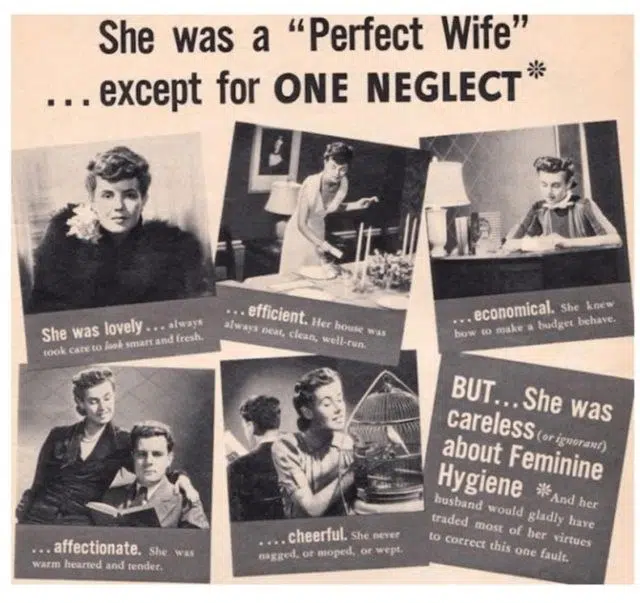 She was a “Perfect Wife”
...except for ONE NEGLECT*
She was lovely... always
took care to look smart and fresh.
...efficient. Her house was
always neat, clean, well-run.
...economical. She knew
how to make a budget behave.
...affectionate. She was
warm hearted and tender.
....cheerful. She never
nagged, or moped, or wept.
BUT... She was
careless (or ignorant)
about Feminine
Hygiene *And her
husband would gladly have
traded most of her virtues
to correct this one fault.